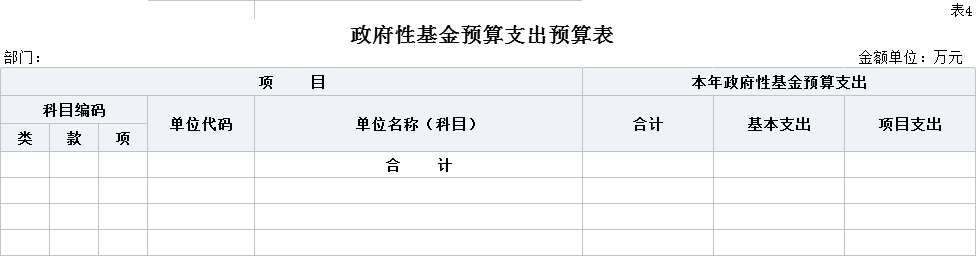 表4
政府性基金预算支出预算表
部门：
金额单位：万元
项 目
本年政府性基金预算支出
科目编码
单位代码
单位名称（科目）
合计
基本支出
项目支出
类
款
项
合 计